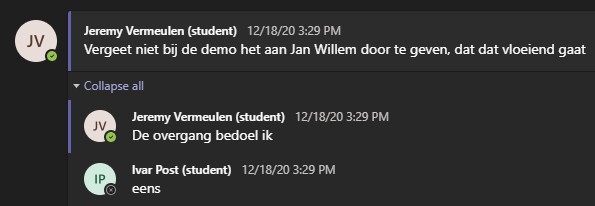 JV
Jeremy Vermeulen (student) 12/18/20 3:29 PM
Vergeet niet bij de demo het aan Jan Willem door te geven, dat dat vloeiend gaat
Collapse all
JV
Jeremy Vermeulen (student) 12/18/20 3:29 PM
De overgang bedoel ik
IP
Ivar Post (student) 12/18/20 3:29 PM
eens